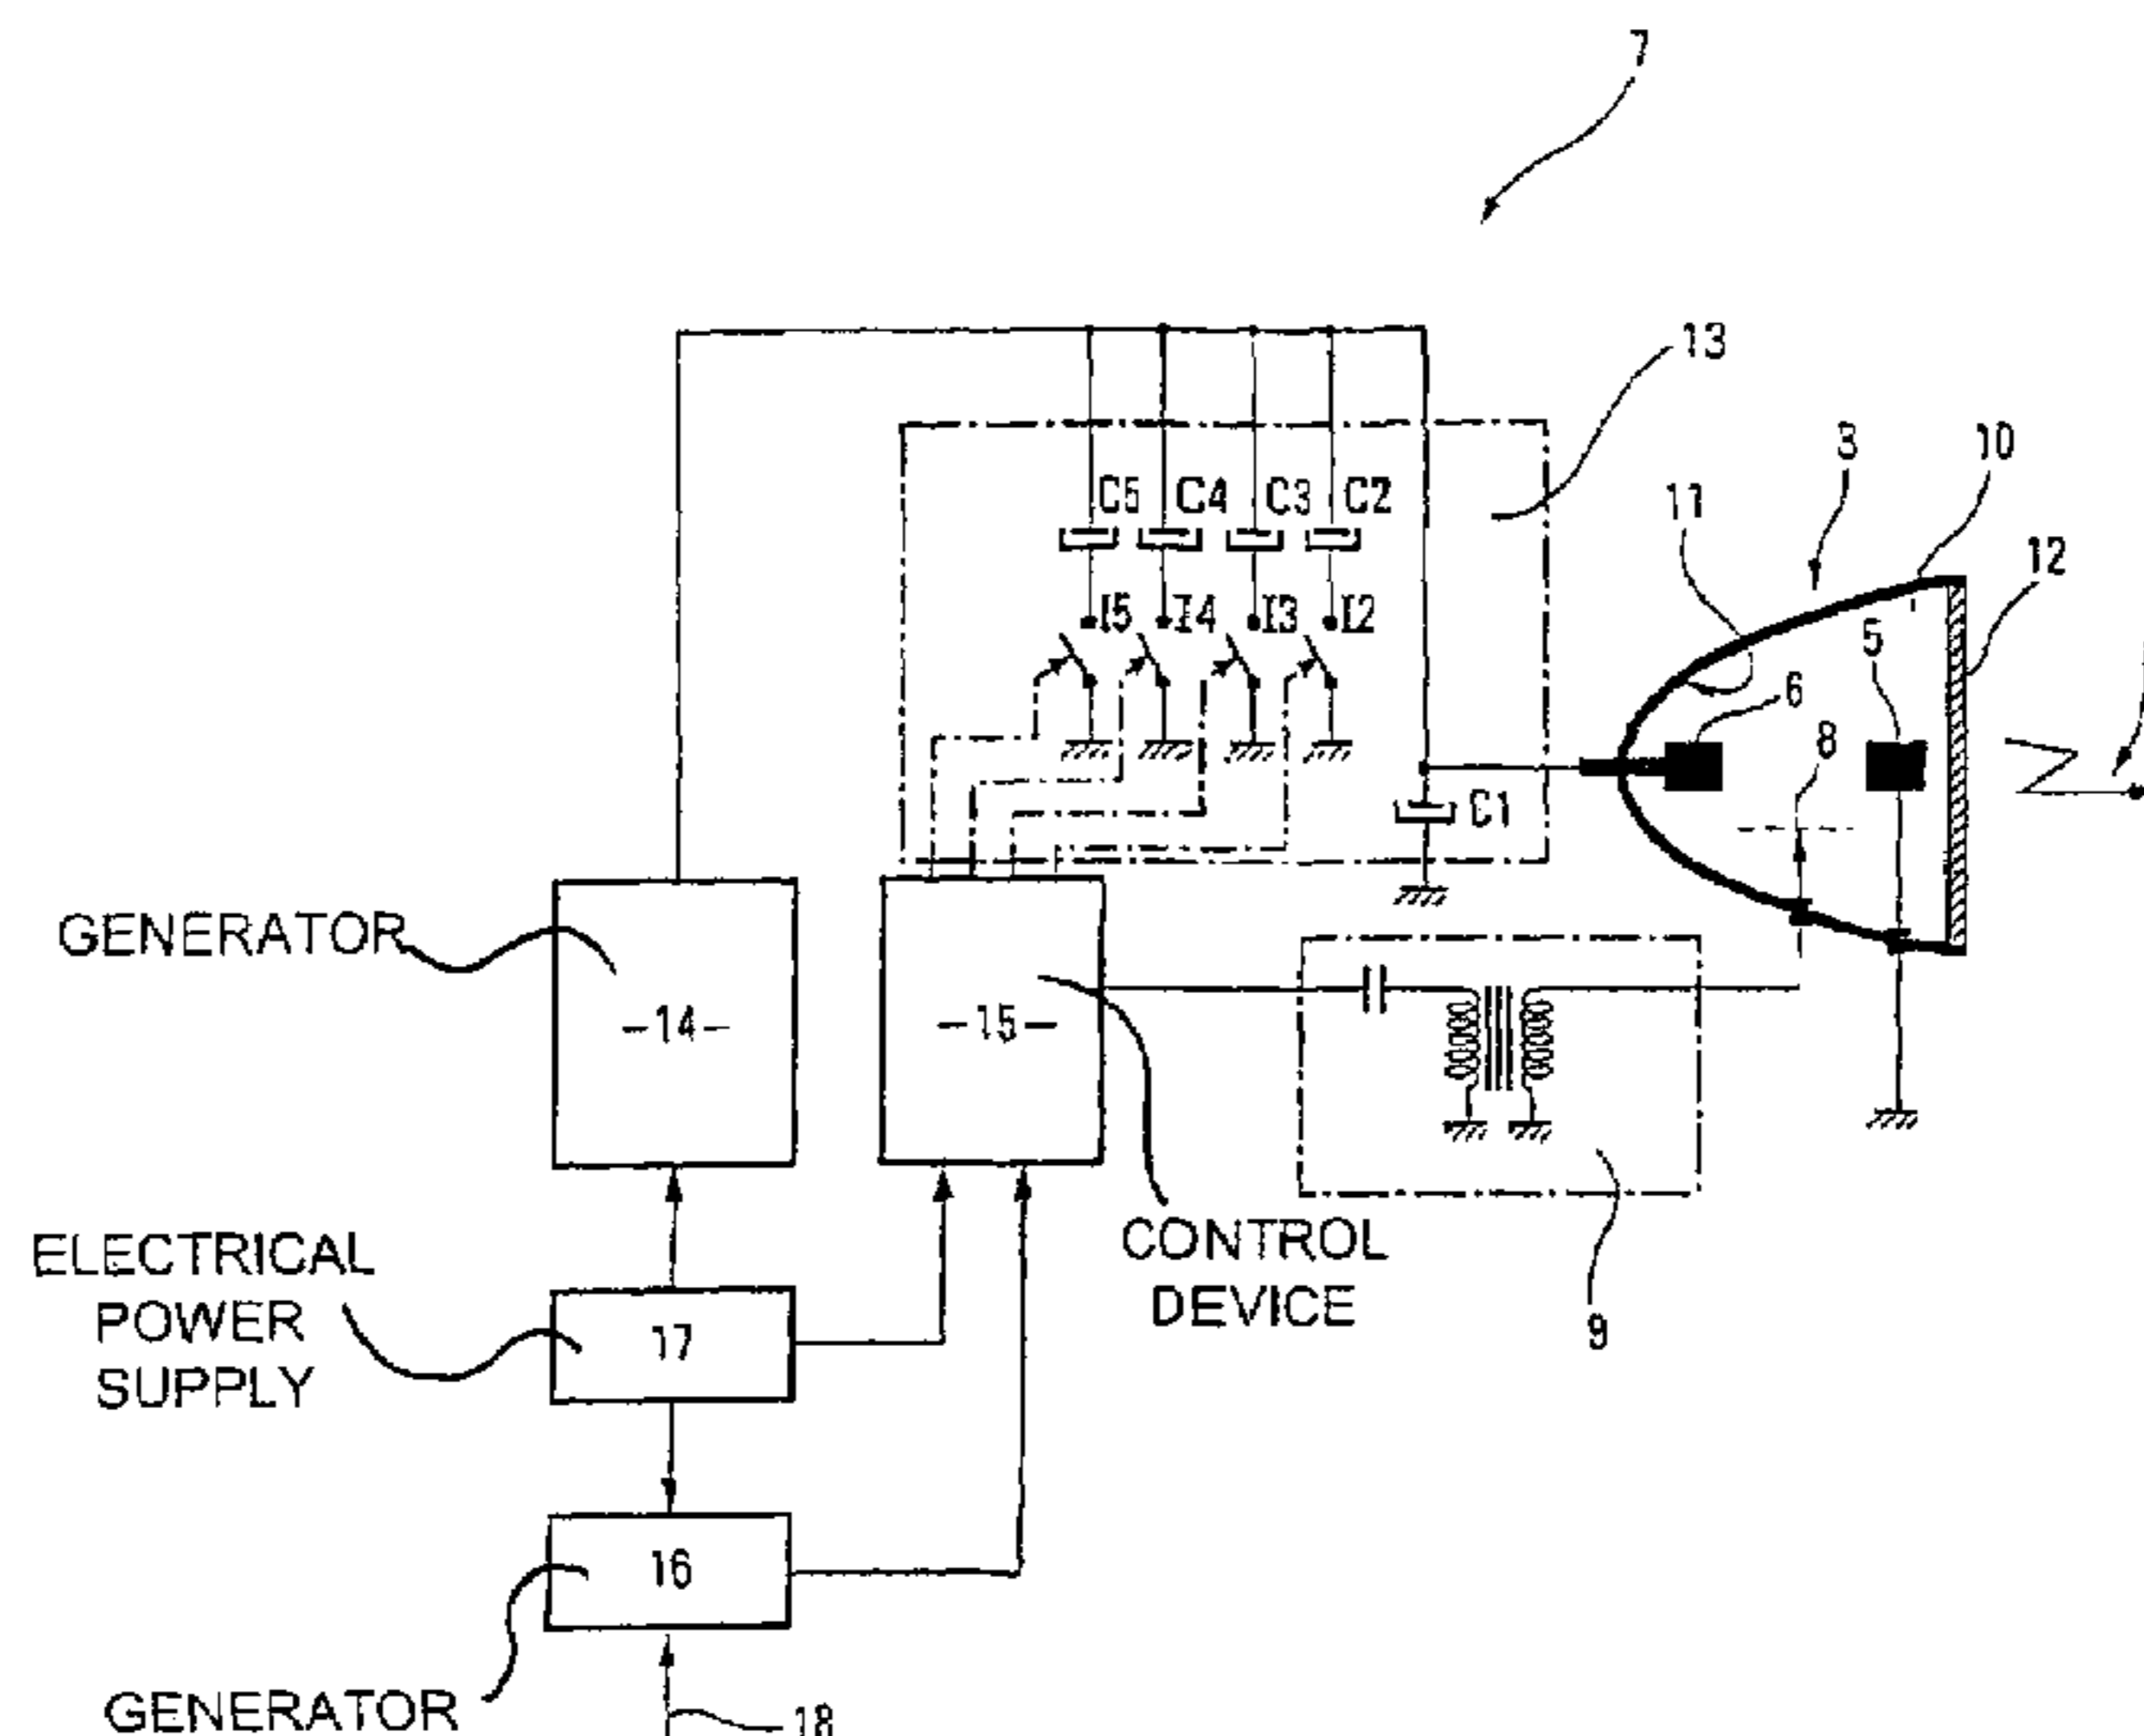 7
13
3
10
11
12
C5
C4
C3
C2
I5
I4
I3
I2
5
6
8
C1
GENERATOR
-14-
-15-
ELECTRICAL
POWER
SUPPLY
CONTROL
DEVICE
17
9
16
GENERATOR
18